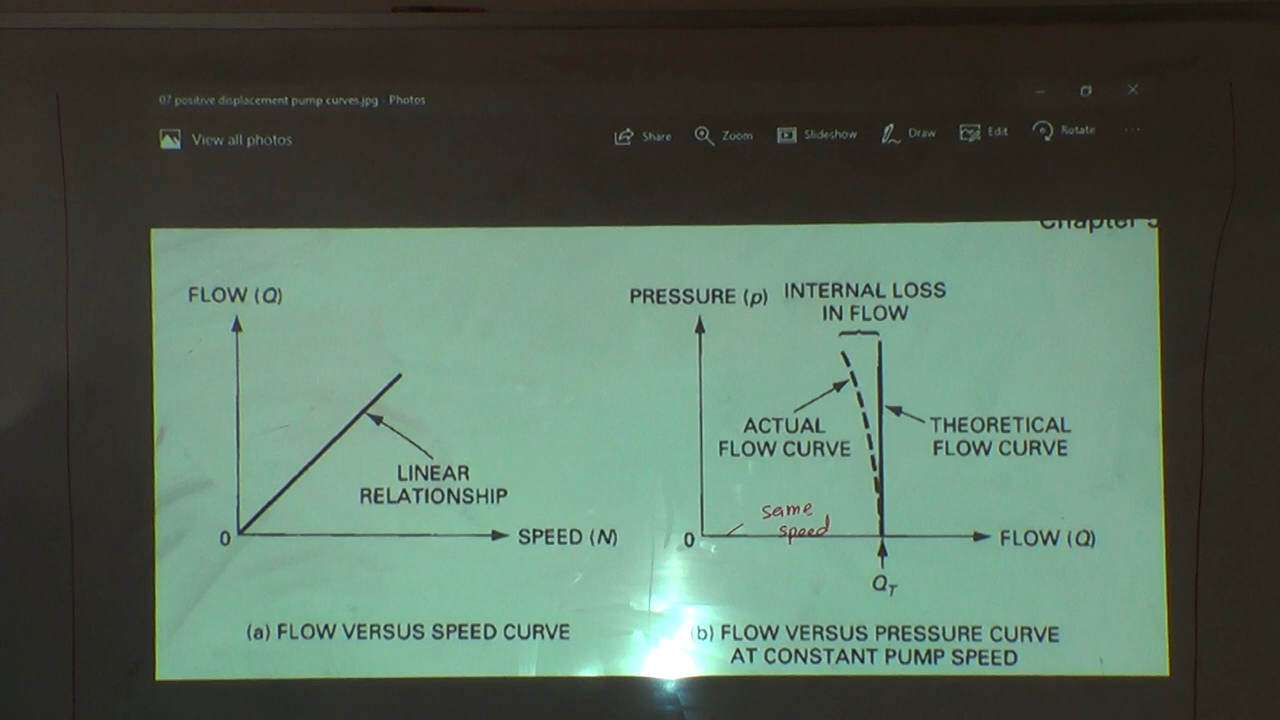 07 positive displacement pump curves.jpg - Photos
View all photos
Share
Zoom
Slideshow
Draw
Edit
Rotate
Chapter 5
FLOW (Q)
LINEAR
RELATIONSHIP
0
SPEED (N)
(a) FLOW VERSUS SPEED CURVE
PRESSURE (p)
INTERNAL LOSS
IN FLOW
ACTUAL
FLOW CURVE
THEORETICAL
FLOW CURVE
same
speed
0
FLOW (Q)
QT
(b) FLOW VERSUS PRESSURE CURVE
AT CONSTANT PUMP SPEED